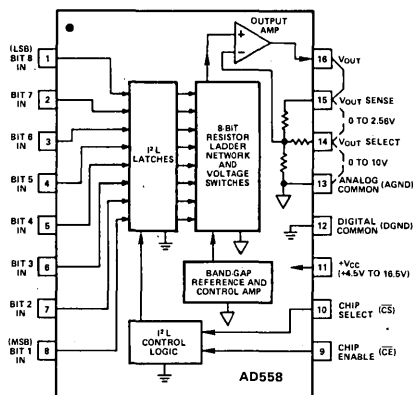 OUTPUT
AMP
+
−
(LSB)
BIT 8
IN
1
BIT 7
IN
2
BIT 6
IN
3
BIT 5
IN
4
BIT 4
IN
5
BIT 3
IN
6
BIT 2
IN
7
(MSB)
BIT 1
IN
8
I²L
LATCHES
8-BIT
RESISTOR
LADDER
NETWORK
AND
VOLTAGE
SWITCHES
BAND-GAP
REFERENCE AND
CONTROL AMP
I²L
CONTROL
LOGIC
16
VOUT
15
VOUT SENSE
0 TO 2.56V
14
VOUT SELECT
0 TO 10V
13
ANALOG
COMMON (AGND)
12
DIGITAL
COMMON (DGND)
11
+VCC
(+4.5V TO 16.5V)
10
CHIP
SELECT (C̅S̅)
9
CHIP
ENABLE (C̅E̅)
AD558